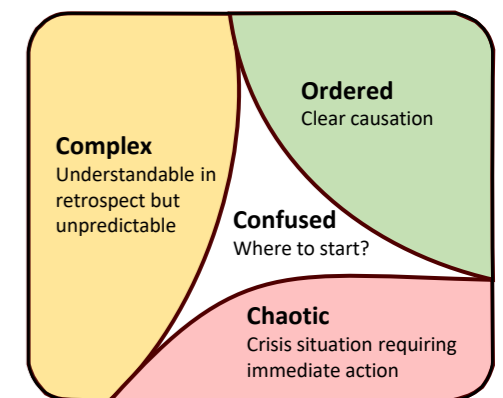 Ordered
Clear causation
Complex
Understandable in
retrospect but
unpredictable
Confused
Where to start?
Chaotic
Crisis situation requiring
immediate action